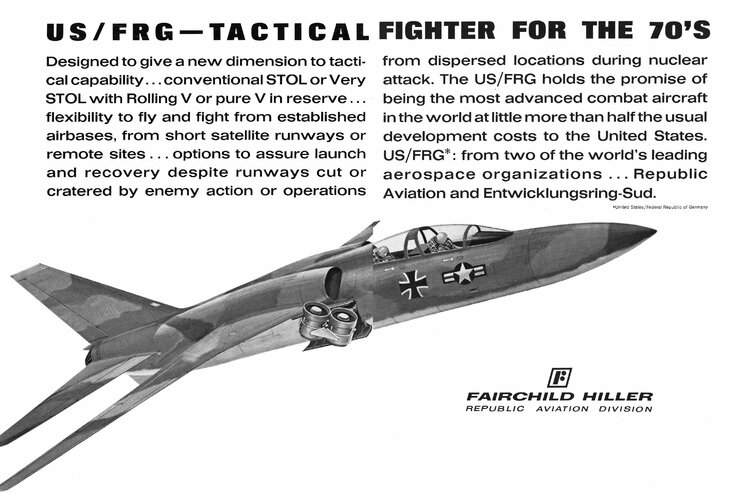 US/FRG—TACTICAL FIGHTER FOR THE 70'S
Designed to give a new dimension to tacti-
cal capability...conventional STOL or Very
STOL with Rolling V or pure V in reserve...
flexibility to fly and fight from established
airbases, from short satellite runways or
remote sites...options to assure launch
and recovery despite runways cut or
cratered by enemy action or operations
from dispersed locations during nuclear
attack. The US/FRG holds the promise of
being the most advanced combat aircraft
in the world at little more than half the usual
development costs to the United States.
US/FRG*: from two of the world's leading
aerospace organizations...Republic
Aviation and Entwicklungsring-Sud.
*United States/Federal Republic of Germany
FAIRCHILD HILLER
REPUBLIC AVIATION DIVISION